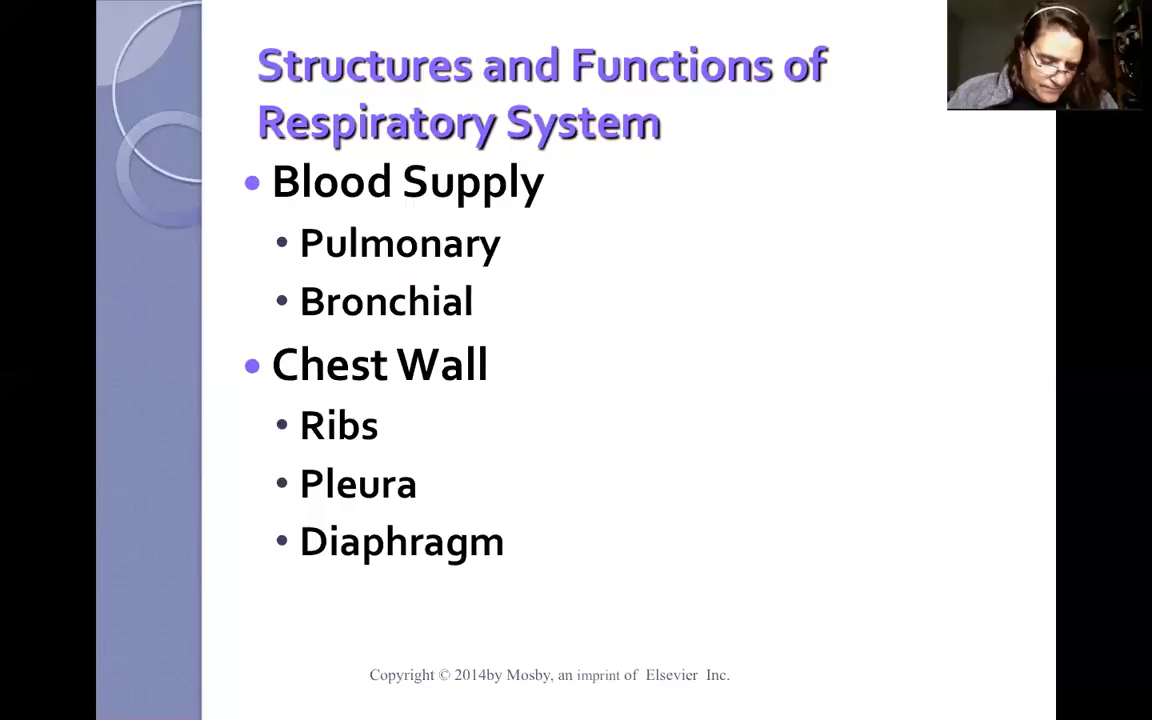 Structures and Functions of
Respiratory System
• Blood Supply
• Pulmonary
• Bronchial
• Chest Wall
• Ribs
• Pleura
• Diaphragm
Copyright © 2014by Mosby, an imprint of Elsevier Inc.